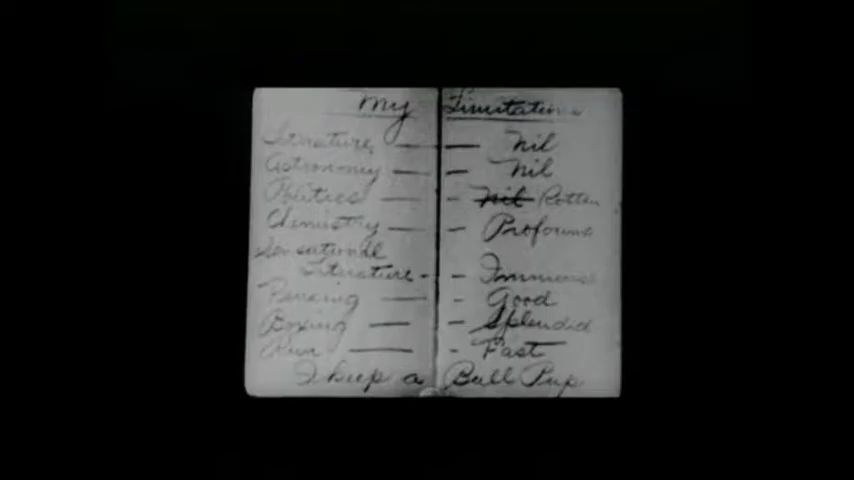 My Limitations
Literature — — Nil
Astronomy — — Nil
Politics — - Nil Rotten
Chemistry — — Profound
Sensational
Literature - — Immense
Fencing — - Good
Boxing — — Splendid
Run — - Fast
I keep a Bull Pup